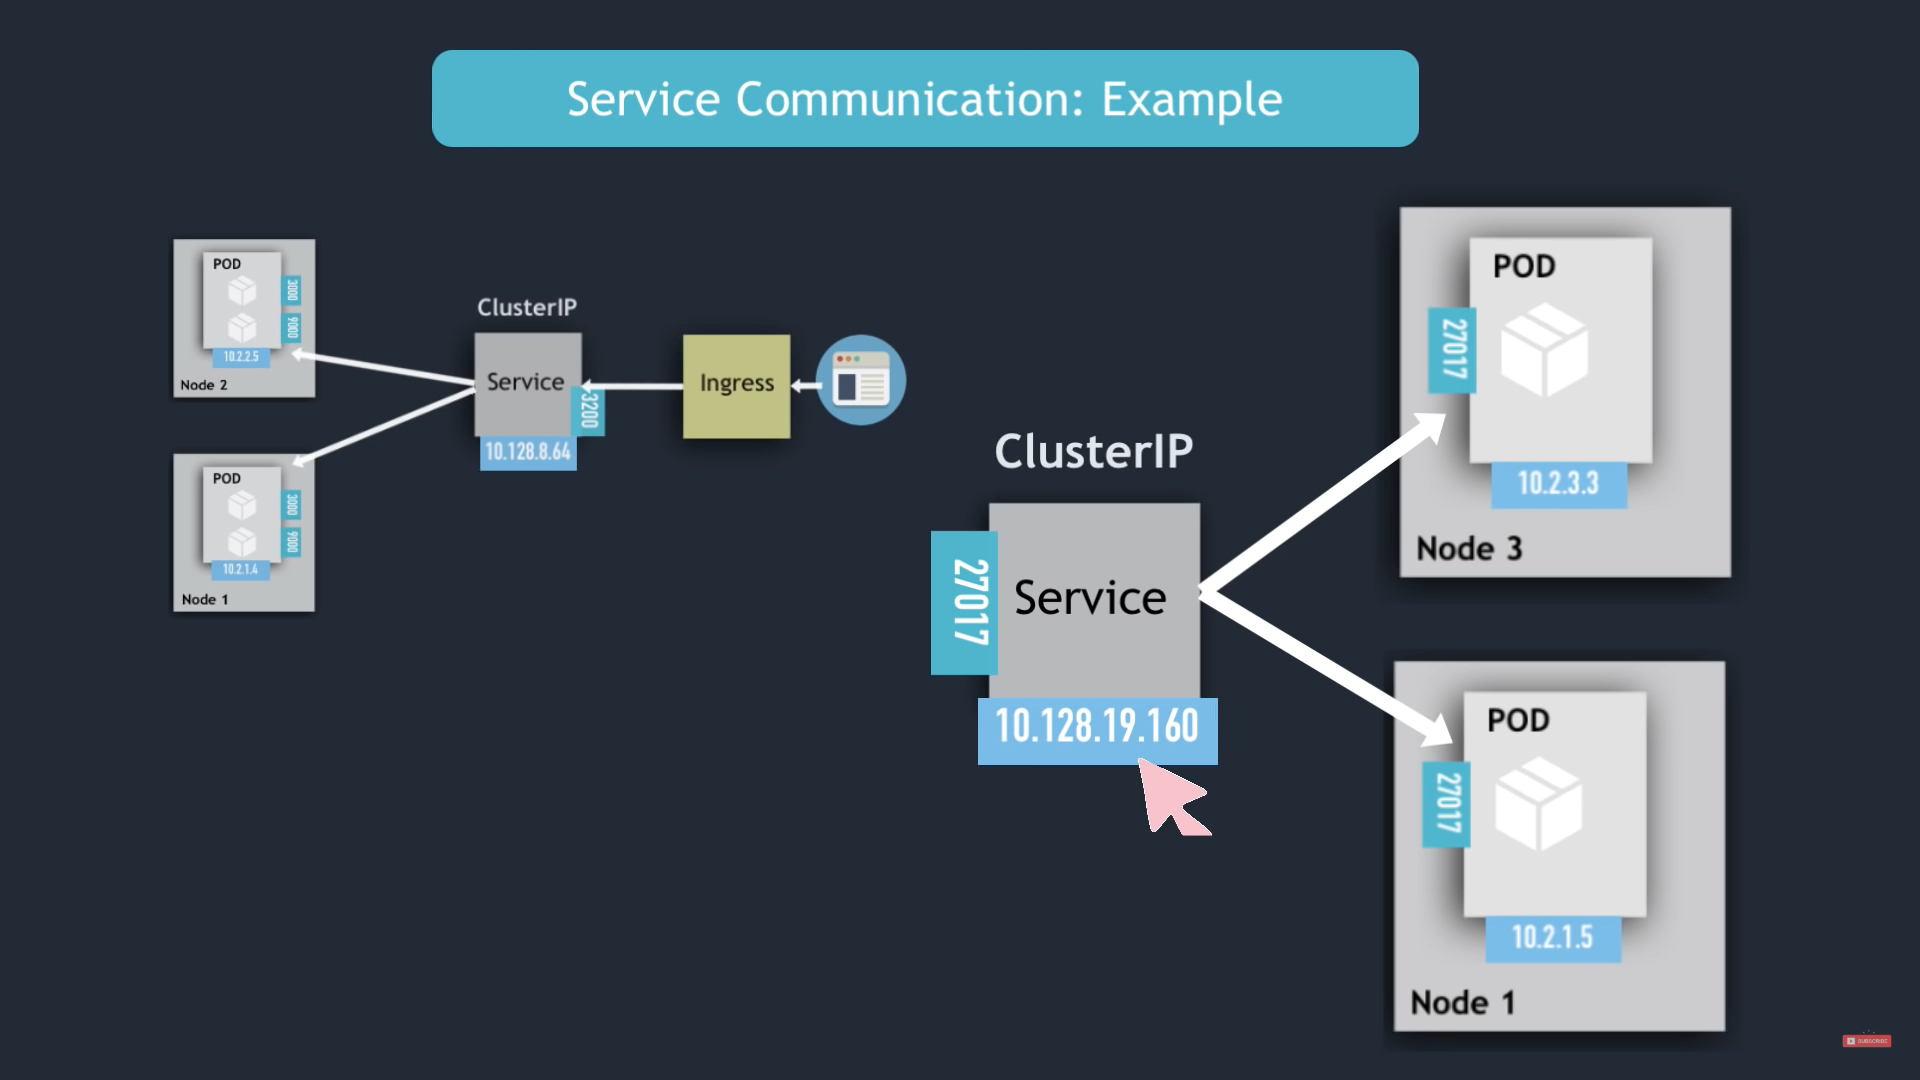 Service Communication: Example
POD
3000
9000
10.2.2.5
Node 2
POD
3000
9000
10.2.1.4
Node 1
ClusterIP
Service
3200
10.128.8.64
Ingress
ClusterIP
27017
Service
10.128.19.160
POD
27017
10.2.3.3
Node 3
POD
27017
10.2.1.5
Node 1
SUBSCRIBE